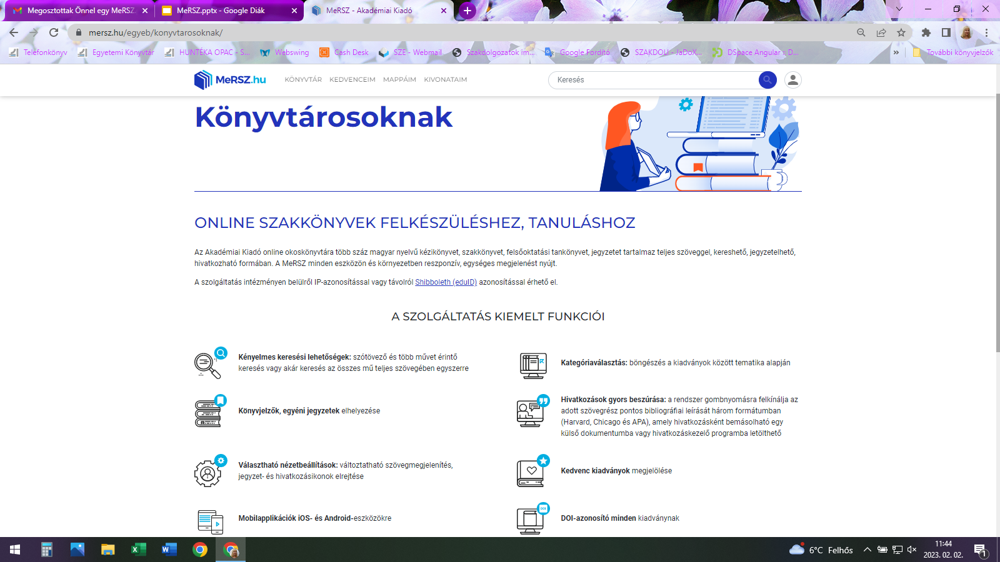 Megosztottak Önnel egy MeRSZ
MeRSZ.pptx - Google Diák
MeRSZ - Akadémiai Kiadó
mersz.hu/egyeb/konyvtarosoknak/
Telefonkönyv
Egyetemi Könyvtár
HUNTÉKA OPAC - S...
Webswing
Cash Desk
SZE - Webmail
Szakdolgozatok im...
Google Fordító
SZAKDOLI - JaDoX...
DSpace Angular :: D...
»
További könyvjelzők
MeRSZ.hu
KÖNYVTÁR
KEDVENCEIM
MAPPÁIM
KIVONATAIM
Keresés
Könyvtárosoknak
ONLINE SZAKKÖNYVEK FELKÉSZÜLÉSHEZ, TANULÁSHOZ
Az Akadémiai Kiadó online okoskönyvtára több száz magyar nyelvű kézikönyvet, szakkönyvet, felsőoktatási tankönyvet, jegyzetet tartalmaz teljes szöveggel, kereshető, jegyzetelhető,
hivatkozható formában. A MeRSZ minden eszközön és környezetben reszponzív, egységes megjelenést nyújt.
A szolgáltatás intézményen belülről IP-azonosítással vagy távolról Shibboleth (eduID) azonosítással érhető el.
A SZOLGÁLTATÁS KIEMELT FUNKCIÓI
Kényelmes keresési lehetőségek: szótövező és több művet érintő
keresés vagy akár keresés az összes mű teljes szövegében egyszerre
Kategóriaválasztás: böngészés a kiadványok között tematika alapján
Könyvjelzők, egyéni jegyzetek elhelyezése
Hivatkozások gyors beszúrása: a rendszer gombnyomásra felkínálja az
adott szövegrész pontos bibliográfiai leírását három formátumban
(Harvard, Chicago és APA), amely hivatkozásként bemásolható egy
külső dokumentumba vagy hivatkozáskezelő programba letölthető
Választható nézetbeállítások: változtatható szövegmegjelenítés,
jegyzet- és hivatkozásikonok elrejtése
Kedvenc kiadványok megjelölése
Mobilapplikációk iOS- és Android-eszközökre
DOI
DOI-azonosító minden kiadványnak
6°C Felhős
11:44
2023. 02. 02.
1